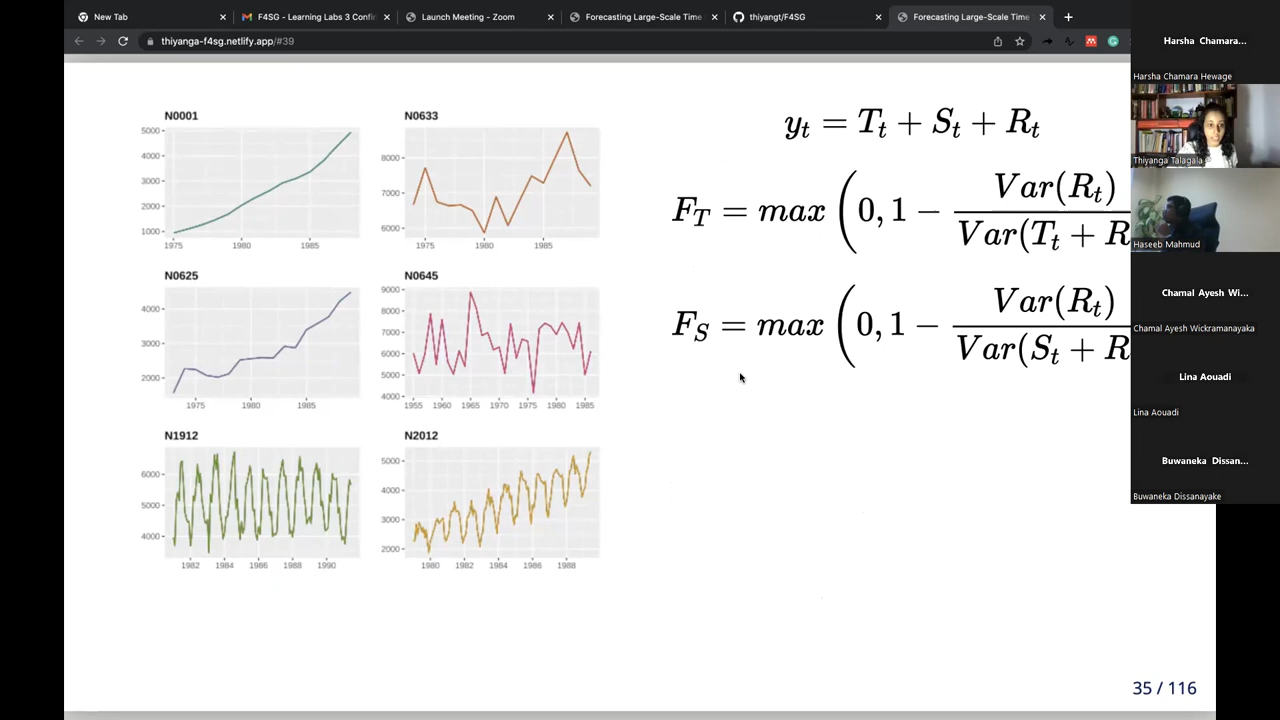 New Tab
F4SG - Learning Labs 3 Confir
Launch Meeting - Zoom
Forecasting Large-Scale Time
thiyangt/F4SG
Forecasting Large-Scale Time
thiyanga-f4sg.netlify.app/#39
N0001
5000
4000
3000
2000
1000
1975 1980 1985
N0633
8000
7000
6000
1975 1980 1985
N0625
4000
3000
2000
1975 1980 1985
N0645
9000
8000
7000
6000
5000
4000
1955 1960 1965 1970 1975 1980 1985
N1912
6000
5000
4000
1982 1984 1986 1988 1990
N2012
5000
4000
3000
2000
1980 1982 1984 1986 1988
y_t = T_t + S_t + R_t
F_T = max ( 0, 1 − Var(R_t) / Var(T_t + R
F_S = max ( 0, 1 − Var(R_t) / Var(S_t + R
35 / 116
Harsha Chamara...
Harsha Chamara Hewage
Thiyanga Talagala
Haseeb Mahmud
Chamal Ayesh Wi...
Chamal Ayesh Wickramanayaka
Lina Aouadi
Lina Aouadi
Buwaneka Dissan...
Buwaneka Dissanayake